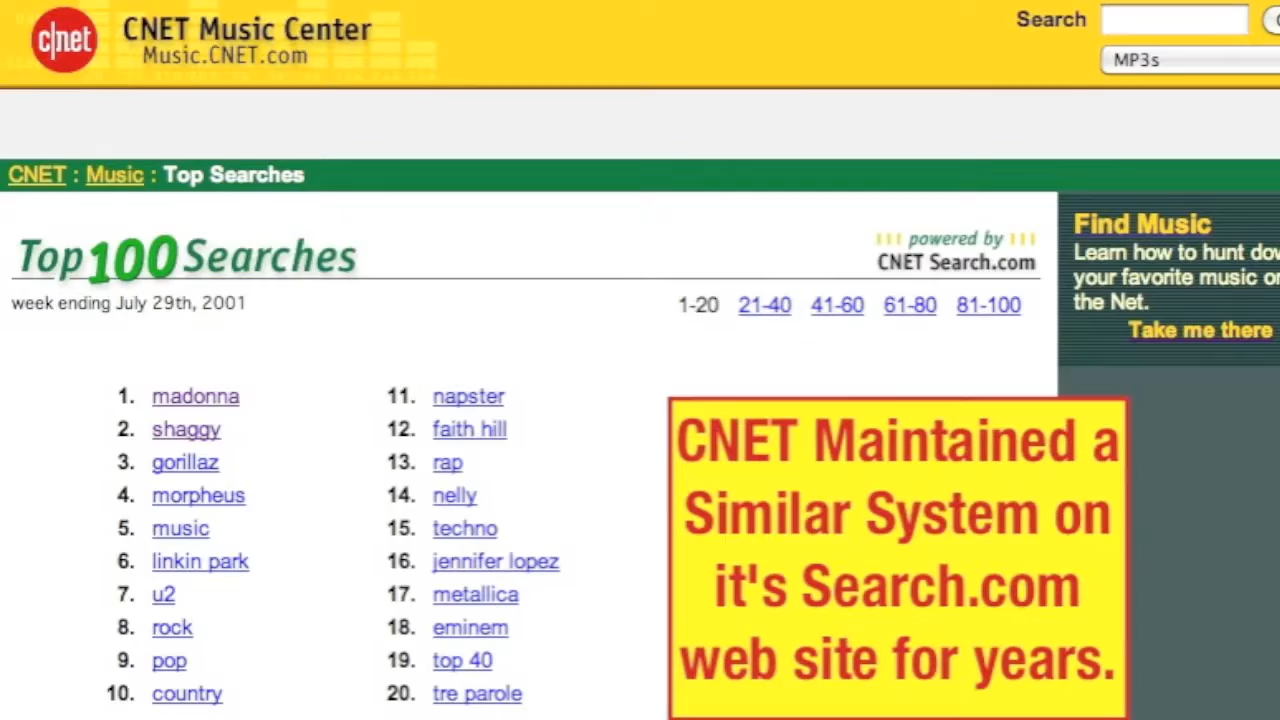 c|net
CNET Music Center
Music.CNET.com
Search
MP3s
CNET : Music : Top Searches
Top 100 Searches
powered by
CNET Search.com
week ending July 29th, 2001
1-20 21-40 41-60 61-80 81-100
Find Music
Learn how to hunt
your favorite music
the Net.
Take me there
1. madonna
2. shaggy
3. gorillaz
4. morpheus
5. music
6. linkin park
7. u2
8. rock
9. pop
10. country
11. napster
12. faith hill
13. rap
14. nelly
15. techno
16. jennifer lopez
17. metallica
18. eminem
19. top 40
20. tre parole
CNET Maintained a
Similar System on
it's Search.com
web site for years.